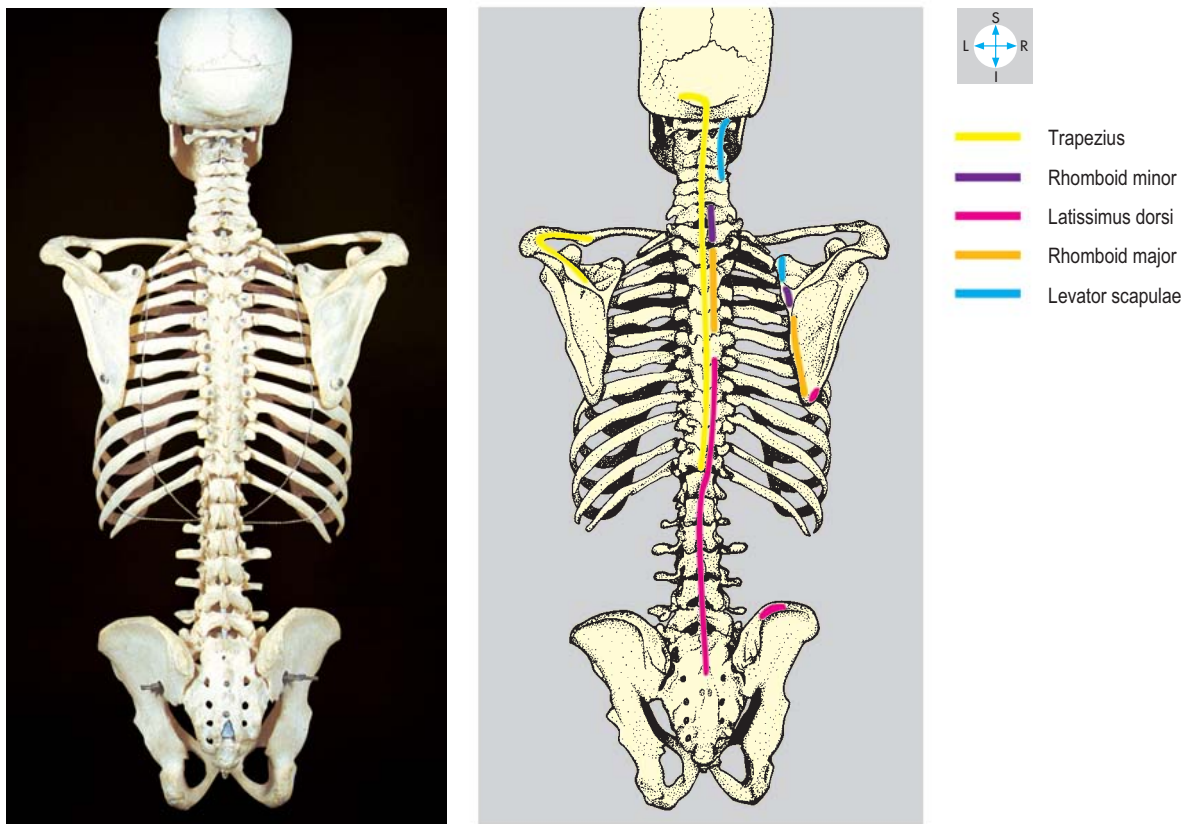 S
L R
I
Trapezius
Rhomboid minor
Latissimus dorsi
Rhomboid major
Levator scapulae